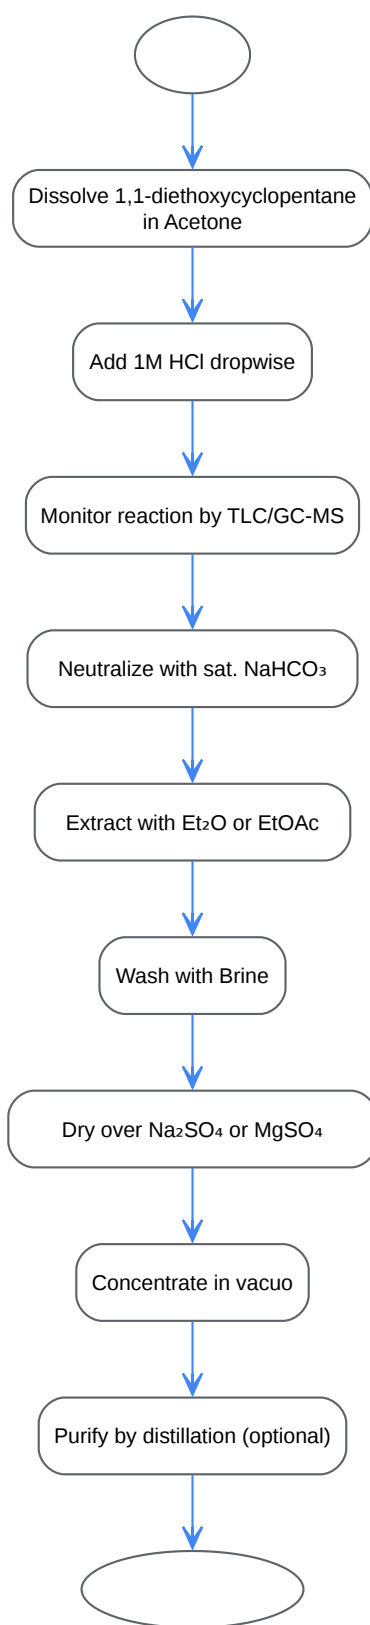 Dissolve 1,1-diethoxycyclopentane
in Acetone
Add 1M HCl dropwise
Monitor reaction by TLC/GC-MS
Neutralize with sat. NaHCO₃
Extract with Et₂O or EtOAc
Wash with Brine
Dry over Na₂SO₄ or MgSO₄
Concentrate in vacuo
Purify by distillation (optional)